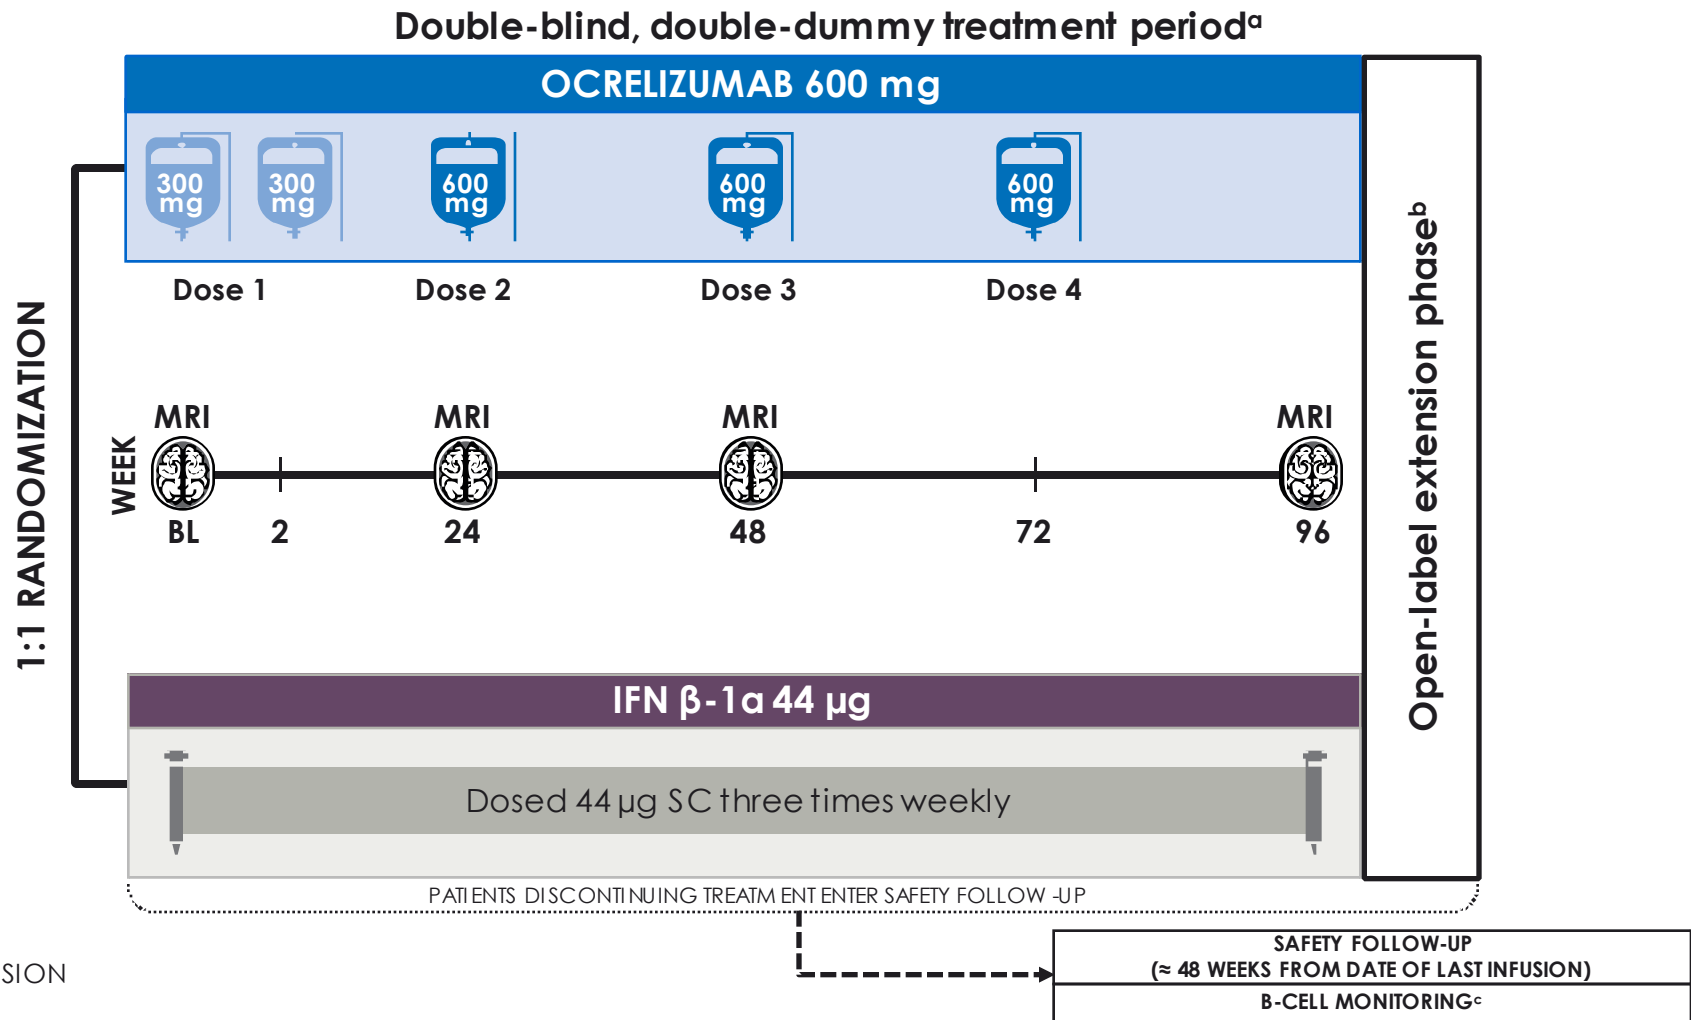 Double-blind, double-dummy treatment periodᵃ
OCRELIZUMAB 600 mg
300 mg
300 mg
600 mg
600 mg
600 mg
Dose 1
Dose 2
Dose 3
Dose 4
1:1 RANDOMIZATION
WEEK
MRI
MRI
MRI
MRI
BL
2
24
48
72
96
IFN β-1a 44 µg
Dosed 44 µg SC three times weekly
Open-label extension phaseᵇ
PATIENTS DISCONTINUING TREATMENT ENTER SAFETY FOLLOW -UP
SAFETY FOLLOW-UP
(≈ 48 WEEKS FROM DATE OF LAST INFUSION)
B-CELL MONITORINGᶜ
SION